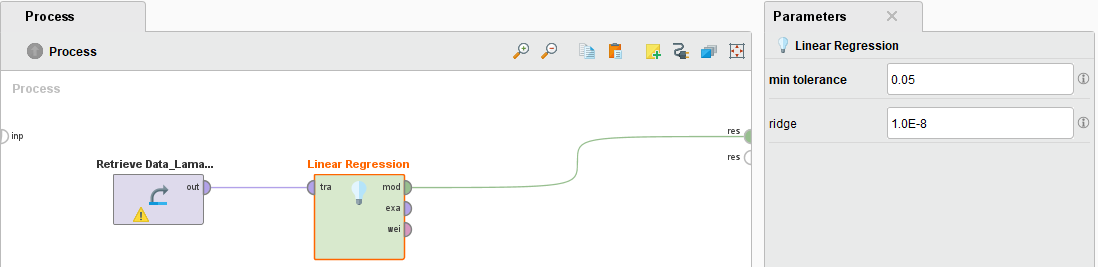 Process
Parameters
Process
Linear Regression
Process
min tolerance
0.05
ridge
1.0E-8
inp
res
res
Retrieve Data_Lama...
out
Linear Regression
tra
mod
exa
wei